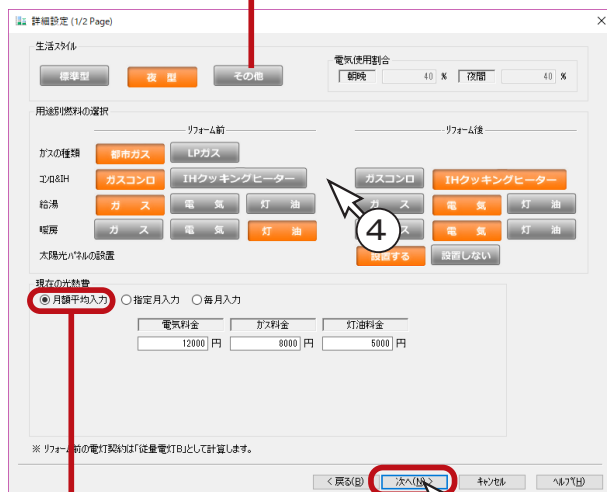 詳細設定 (1/2 Page)
生活スタイル
標準型 夜 型 その他
電気使用割合
朝晩 40 % 夜間 40 %
用途別燃料の選択
リフォーム前 リフォーム後
ガスの種類 都市ガス LPガス
コンロ&IH ガスコンロ IHクッキングヒーター ガスコンロ IHクッキングヒーター
給湯 ガ ス 電 気 灯 油 ガ ス 電 気 灯 油
暖房 ガ ス 電 気 灯 油 ス 電 気 灯 油
太陽光パネルの設置 設置する 設置しない
4
現在の光熱費
月額平均入力 指定月入力 毎月入力
電気料金 ガス料金 灯油料金
12000 円 8000 円 5000 円
※ リフォーム前の電灯契約は「従量電灯B」として計算します。
< 戻る(B) 次へ(N) > キャンセル ヘルプ(H)